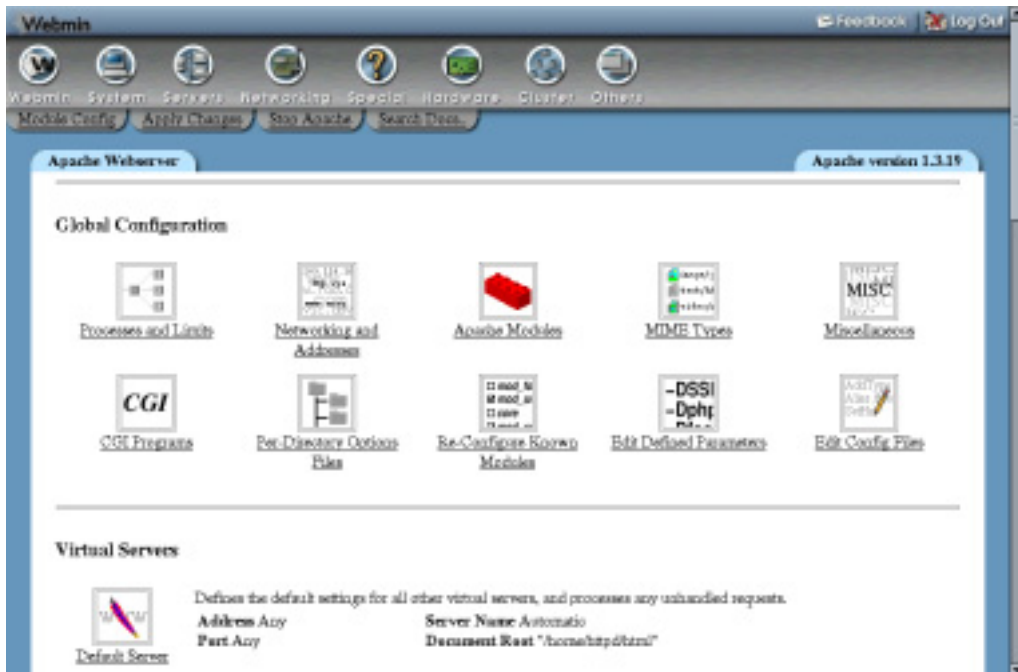 Webmin
Feedback Log Out
Webmin System Servers Networking Special Hardware Cluster Others
Module Config Apply Changes Stop Apache Search Docs..
Apache Webserver Apache version 1.3.19
Global Configuration
Processes and Limits
Networking and
Addresses
Apache Modules
MIME Types
MISC
Miscellaneous
CGI
CGI Programs
Per-Directory Options
Files
Re-Configure Known
Modules
-DSSL
-Dphp
Edit Defined Parameters
Edit Config Files
Virtual Servers
Defines the default settings for all other virtual servers, and processes any unhandled requests.
Address Any Server Name Automatic
Port Any Document Root "/home/httpd/html"
Default Server